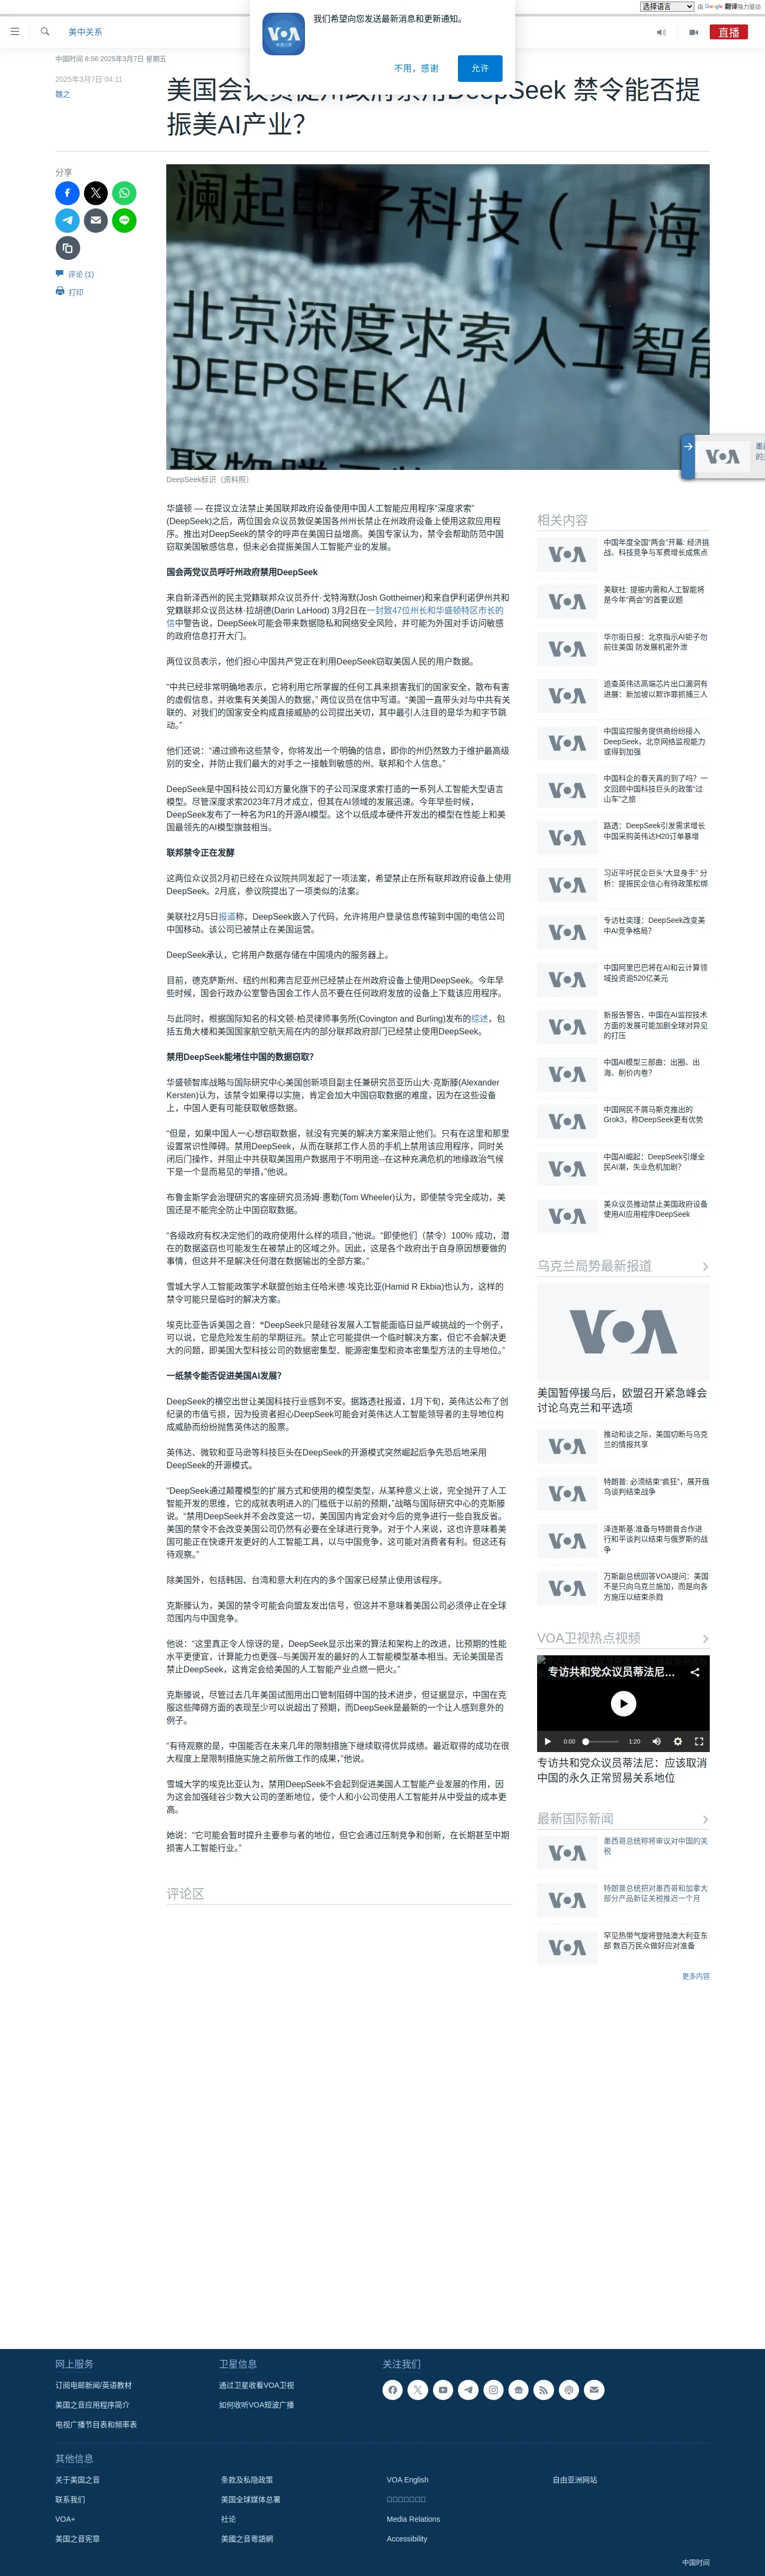 选择语言
由 Google 翻译强力驱动
我们希望向您发送最新消息和更新通知。
不用，感谢
允许
美中关系
直播
中国时间 8:56 2025年3月7日 星期五
2025年3月7日 04:11
魏之
振美AI产业？
分享
评论 (1)
打印
澜起电子科技（上海
北京深度求索人工智
DEEPSEEK
DeepSeek标识（资料照）
华盛顿 — 在提议立法禁止美国联邦政府设备使用中国人工智能应用程序“深度求索”
(DeepSeek)之后，两位国会众议员敦促美国各州州长禁止在州政府设备上使用这款应用程
序。推出对DeepSeek的禁令的呼声在美国日益增高。美国专家认为，禁令会帮助防范中国
窃取美国敏感信息，但未必会提振美国人工智能产业的发展。
国会两党议员呼吁州政府禁用DeepSeek
来自新泽西州的民主党籍联邦众议员乔什·戈特海默(Josh Gottheimer)和来自伊利诺伊州共和
党籍联邦众议员达林·拉胡德(Darin LaHood) 3月2日在一封致47位州长和华盛顿特区市长的
信中警告说，DeepSeek可能会带来数据隐私和网络安全风险，并可能为外国对手访问敏感
的政府信息打开大门。
两位议员表示，他们担心中国共产党正在利用DeepSeek窃取美国人民的用户数据。
“中共已经非常明确地表示，它将利用它所掌握的任何工具来损害我们的国家安全，散布有害
的虚假信息，并收集有关美国人的数据，” 两位议员在信中写道。“美国一直带头对与中共有关
联的、对我们的国家安全构成直接威胁的公司提出关切，其中最引人注目的是华为和字节跳
动。”
他们还说：“通过颁布这些禁令，你将发出一个明确的信息，即你的州仍然致力于维护最高级
别的安全，并防止我们最大的对手之一接触到敏感的州、联邦和个人信息。”
DeepSeek是中国科技公司幻方量化旗下的子公司深度求索打造的一系列人工智能大型语言
模型。尽管深度求索2023年7月才成立，但其在AI领域的发展迅速。今年早些时候，
DeepSeek发布了一种名为R1的开源AI模型。这个以低成本硬件开发出的模型在性能上和美
国最领先的AI模型旗鼓相当。
联邦禁令正在发酵
这两位众议员2月初已经在众议院共同发起了一项法案，希望禁止在所有联邦政府设备上使用
DeepSeek。2月底，参议院提出了一项类似的法案。
美联社2月5日报道称，DeepSeek嵌入了代码，允许将用户登录信息传输到中国的电信公司
中国移动。该公司已被禁止在美国运营。
DeepSeek承认，它将用户数据存储在中国境内的服务器上。
目前，德克萨斯州、纽约州和弗吉尼亚州已经禁止在州政府设备上使用DeepSeek。今年早
些时候，国会行政办公室警告国会工作人员不要在任何政府发放的设备上下载该应用程序。
与此同时，根据国际知名的科文顿·柏灵律师事务所(Covington and Burling)发布的综述，包
括五角大楼和美国国家航空航天局在内的部分联邦政府部门已经禁止使用DeepSeek。
禁用DeepSeek能堵住中国的数据窃取？
华盛顿智库战略与国际研究中心美国创新项目副主任兼研究员亚历山大·克斯滕(Alexander
Kersten)认为，该禁令如果得以实施，肯定会加大中国窃取数据的难度，因为在这些设备
上，中国人更有可能获取敏感数据。
“但是，如果中国人一心想窃取数据，就没有完美的解决方案来阻止他们。只有在这里和那里
设置常识性障碍。禁用DeepSeek，从而在联邦工作人员的手机上禁用该应用程序，同时关
闭后门操作，并阻止中共获取美国用户数据用于不明用途--在这种充满危机的地缘政治气候
下是一个显而易见的举措，”他说。
布鲁金斯学会治理研究的客座研究员汤姆·惠勒(Tom Wheeler)认为，即使禁令完全成功，美
国还是不能完全防止中国窃取数据。
“各级政府有权决定他们的政府使用什么样的项目，”他说。“即使他们（禁令）100% 成功，潜
在的数据盗窃也可能发生在被禁止的区域之外。因此，这是各个政府出于自身原因想要做的
事情，但这并不是解决任何潜在数据输出的全部方案。”
雪城大学人工智能政策学术联盟创始主任哈米德·埃克比亚(Hamid R Ekbia)也认为，这样的
禁令可能只是临时的解决方案。
埃克比亚告诉美国之音：“DeepSeek只是硅谷发展人工智能面临日益严峻挑战的一个例子，
可以说，它是危险发生前的早期征兆。禁止它可能提供一个临时解决方案，但它不会解决更
大的问题，即美国大型科技公司的数据密集型、能源密集型和资本密集型方法的主导地位。”
一纸禁令能否促进美国AI发展？
DeepSeek的横空出世让美国科技行业感到不安。据路透社报道，1月下旬，英伟达公布了创
纪录的市值亏损，因为投资者担心DeepSeek可能会对英伟达人工智能领导者的主导地位构
成威胁而纷纷抛售英伟达的股票。
英伟达、微软和亚马逊等科技巨头在DeepSeek的开源模式突然崛起后争先恐后地采用
DeepSeek的开源模式。
“DeepSeek通过颠覆模型的扩展方式和使用的模型类型，从某种意义上说，完全抛开了人工
智能开发的思维，它的成就表明进入的门槛低于以前的预期，”战略与国际研究中心的克斯滕
说。“禁用DeepSeek并不会改变这一切，美国国内肯定会对今后的竞争进行一些自我反省。
美国的禁令不会改变美国公司仍然有必要在全球进行竞争。对于个人来说，这也许意味着美
国可能正在快速开发更好的人工智能工具，以与中国竞争，这可能对消费者有利。但这还有
待观察。”
除美国外，包括韩国、台湾和意大利在内的多个国家已经禁止使用该程序。
克斯滕认为，美国的禁令可能会向盟友发出信号，但这并不意味着美国公司必须停止在全球
范围内与中国竞争。
他说：“这里真正令人惊讶的是，DeepSeek显示出来的算法和架构上的改进，比预期的性能
水平更便宜，计算能力也更强--与美国开发的最好的人工智能模型基本相当。无论美国是否
禁止DeepSeek，这肯定会给美国的人工智能产业点燃一把火。”
克斯滕说，尽管过去几年美国试图用出口管制阻碍中国的技术进步，但证据显示，中国在克
服这些障碍方面的表现至少可以说超出了预期，而DeepSeek是最新的一个让人感到意外的
例子。
“有待观察的是，中国能否在未来几年的限制措施下继续取得优异成绩。最近取得的成功在很
大程度上是限制措施实施之前所做工作的成果，”他说。
雪城大学的埃克比亚认为，禁用DeepSeek不会起到促进美国人工智能产业发展的作用，因
为这会加强硅谷少数大公司的垄断地位，使个人和小公司使用人工智能并从中受益的成本更
高。
她说：“它可能会暂时提升主要参与者的地位，但它会通过压制竞争和创新，在长期甚至中期
损害人工智能行业。”
评论区
相关内容
中国年度全国“两会”开幕: 经济挑
战、科技竞争与军费增长成焦点
美联社: 提振内需和人工智能将
是今年“两会”的首要议题
华尔街日报：北京指示AI钜子勿
前往美国 防发展机密外泄
追查英伟达高端芯片出口漏洞有
进展：新加坡以欺诈罪抓捕三人
中国监控服务提供商纷纷接入
DeepSeek，北京网络监视能力
或得到加强
中国科企的春天真的到了吗？一
文回顾中国科技巨头的政策“过
山车”之旅
路透：DeepSeek引发需求增长
中国采购英伟达H20订单暴增
习近平吁民企巨头“大显身手” 分
析：提振民企信心有待政策松绑
专访杜奕瑾：DeepSeek改变美
中AI竞争格局？
中国阿里巴巴将在AI和云计算领
域投资逾520亿美元
新报告警告，中国在AI监控技术
方面的发展可能加剧全球对异见
的打压
中国AI模型三部曲：出圈、出
海、削价内卷？
中国网民不屑马斯克推出的
Grok3，称DeepSeek更有优势
中国AI崛起：DeepSeek引爆全
民AI潮，失业危机加剧？
美众议员推动禁止美国政府设备
使用AI应用程序DeepSeek
乌克兰局势最新报道
VOA
美国暂停援乌后，欧盟召开紧急峰会
讨论乌克兰和平选项
推动和谈之际，美国切断与乌克
兰的情报共享
特朗普: 必须结束“疯狂”，展开俄
乌谈判结束战争
泽连斯基:准备与特朗普合作进
行和平谈判以结束与俄罗斯的战
争
万斯副总统回答VOA提问：美国
不是只向乌克兰施加，而是向各
方施压以结束杀戮
VOA卫视热点视频
专访共和党众议员蒂法尼...
0:00
1:20
专访共和党众议员蒂法尼：应该取消
中国的永久正常贸易关系地位
最新国际新闻
墨西哥总统称将审议对中国的关
税
特朗普总统把对墨西哥和加拿大
部分产品新征关税推迟一个月
罕见热带气旋将登陆澳大利亚东
部 数百万民众做好应对准备
更多内容
网上服务
订阅电邮新闻/英语教材
美国之音应用程序简介
电视广播节目表和频率表
卫星信息
通过卫星收看VOA卫视
如何收听VOA短波广播
关注我们
其他信息
关于美国之音
联系我们
VOA+
美国之音宪章
条款及私隐政策
美国全球媒体总署
社论
美國之音粵語網
VOA English
Media Relations
Accessibility
自由亚洲网站
中国时间